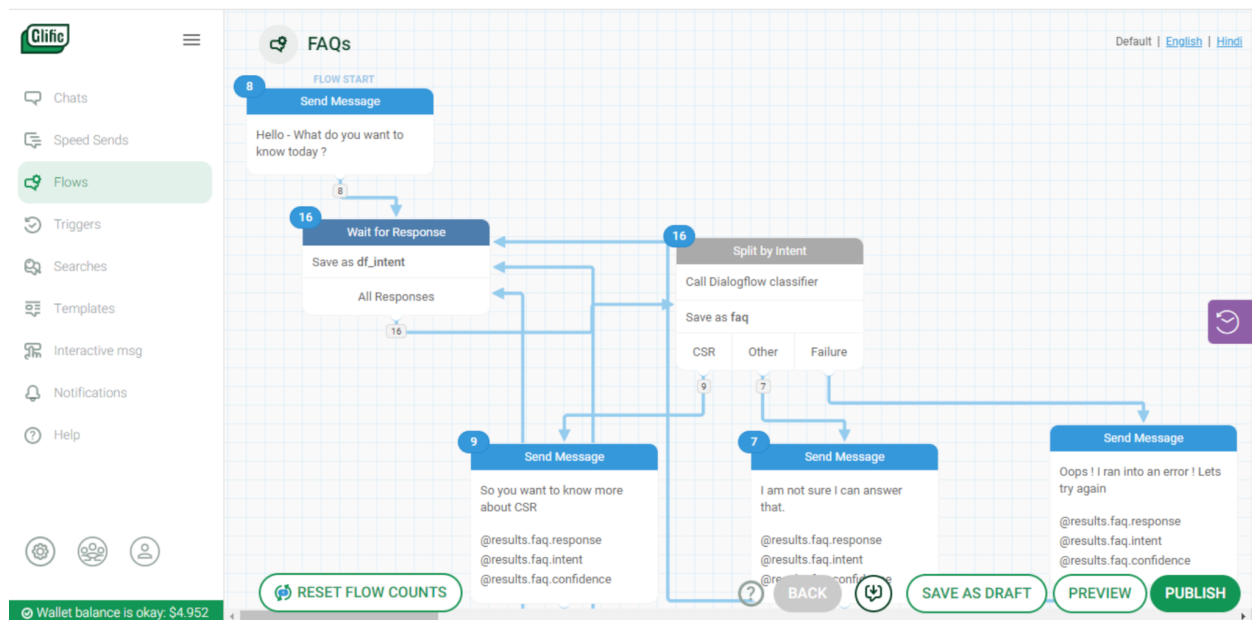 Glific
FAQs
Default | English | Hindi
Chats
Speed Sends
Flows
Triggers
Searches
Templates
Interactive msg
Notifications
Help
Wallet balance is okay: $4.952
FLOW START
8
Send Message
Hello - What do you want to
know today ?
8
16
Wait for Response
Save as df_intent
All Responses
16
16
Split by Intent
Call Dialogflow classifier
Save as faq
CSR Other Failure
9 7
9
Send Message
So you want to know more
about CSR
@results.faq.response
@results.faq.intent
@results.faq.confidence
7
Send Message
I am not sure I can answer
that.
@results.faq.response
@results.faq.intent
Send Message
Oops ! I ran into an error ! Lets
try again
@results.faq.response
@results.faq.intent
@results.faq.confidence
RESET FLOW COUNTS
?
BACK
SAVE AS DRAFT
PREVIEW
PUBLISH